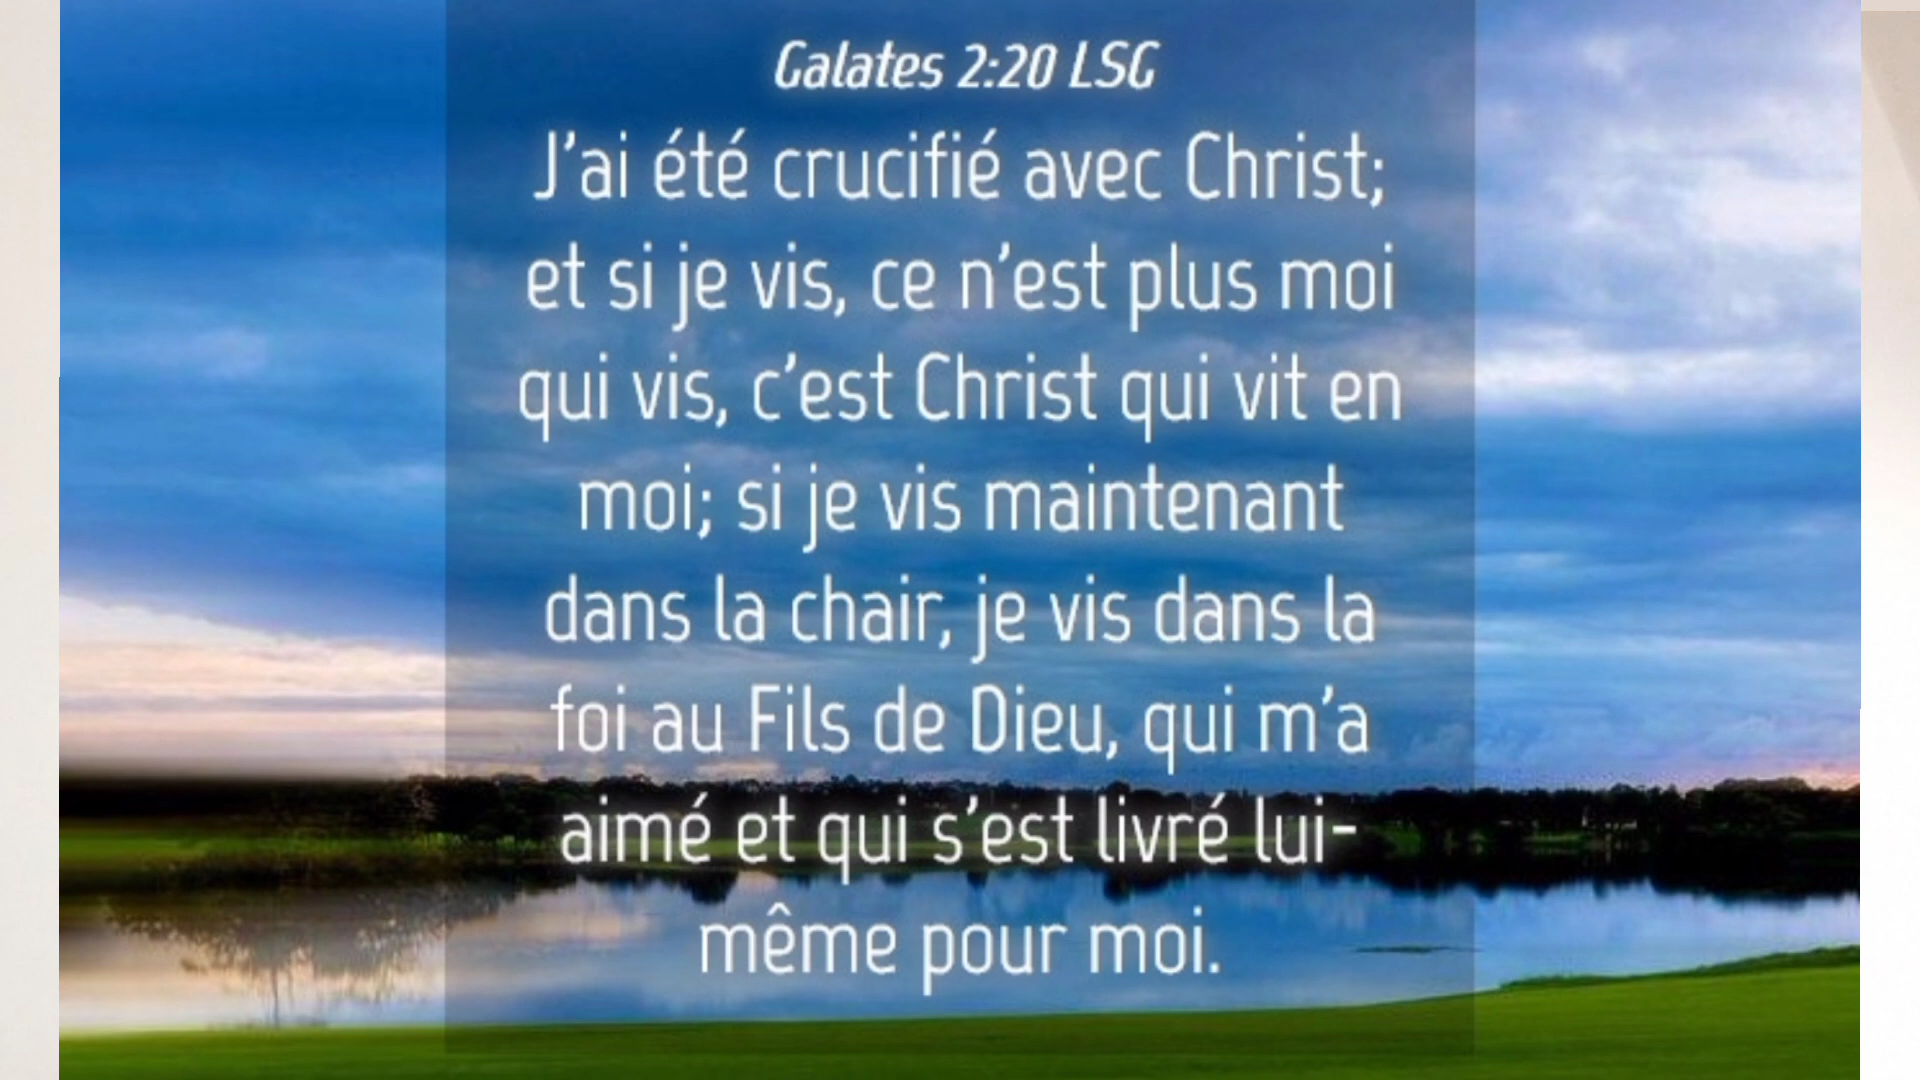 Galates 2:20 LSG
J’ai été crucifié avec Christ;
et si je vis, ce n’est plus moi
qui vis, c’est Christ qui vit en
moi; si je vis maintenant
dans la chair, je vis dans la
foi au Fils de Dieu, qui m’a
aimé et qui s’est livré lui-
même pour moi.